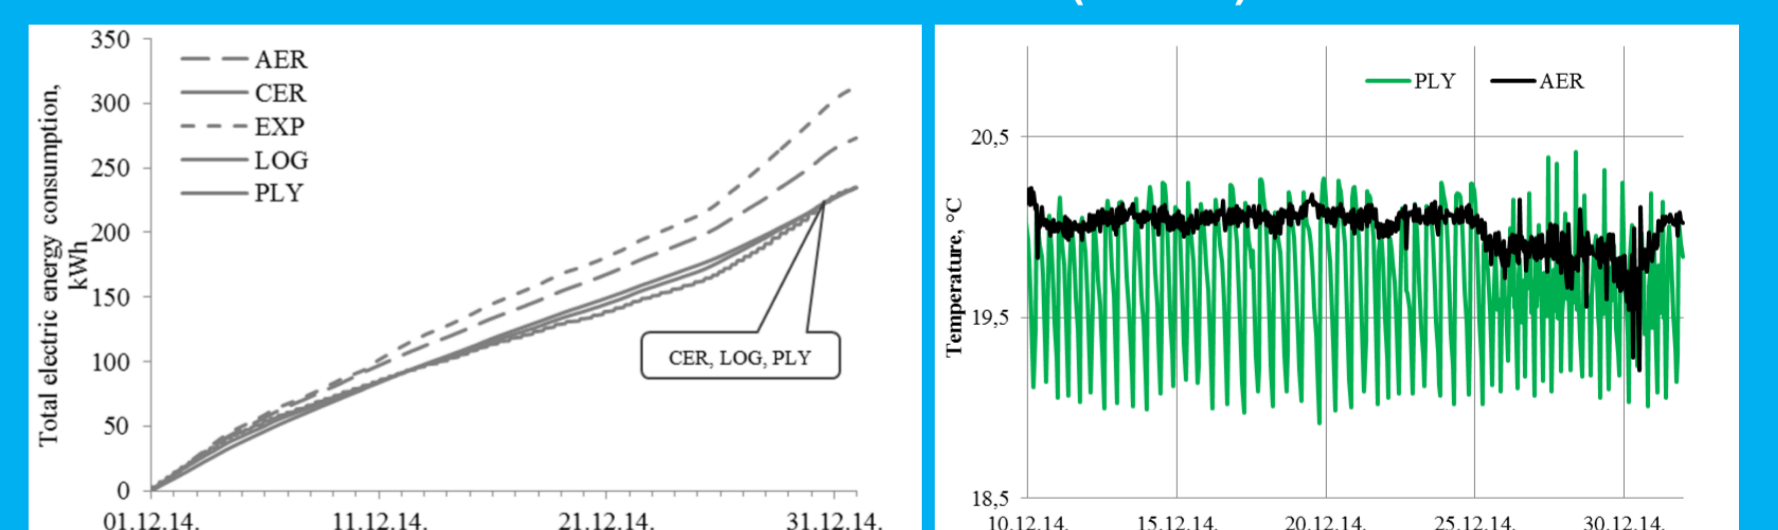 350
300
250
200
150
100
50
0
Total electric energy consumption,
kWh
AER
CER
EXP
LOG
PLY
CER, LOG, PLY
01.12.14.
11.12.14.
21.12.14.
31.12.14.
PLY
AER
20,5
19,5
18,5
Temperature, °C
10.12.14.
15.12.14.
20.12.14.
25.12.14.
30.12.14.